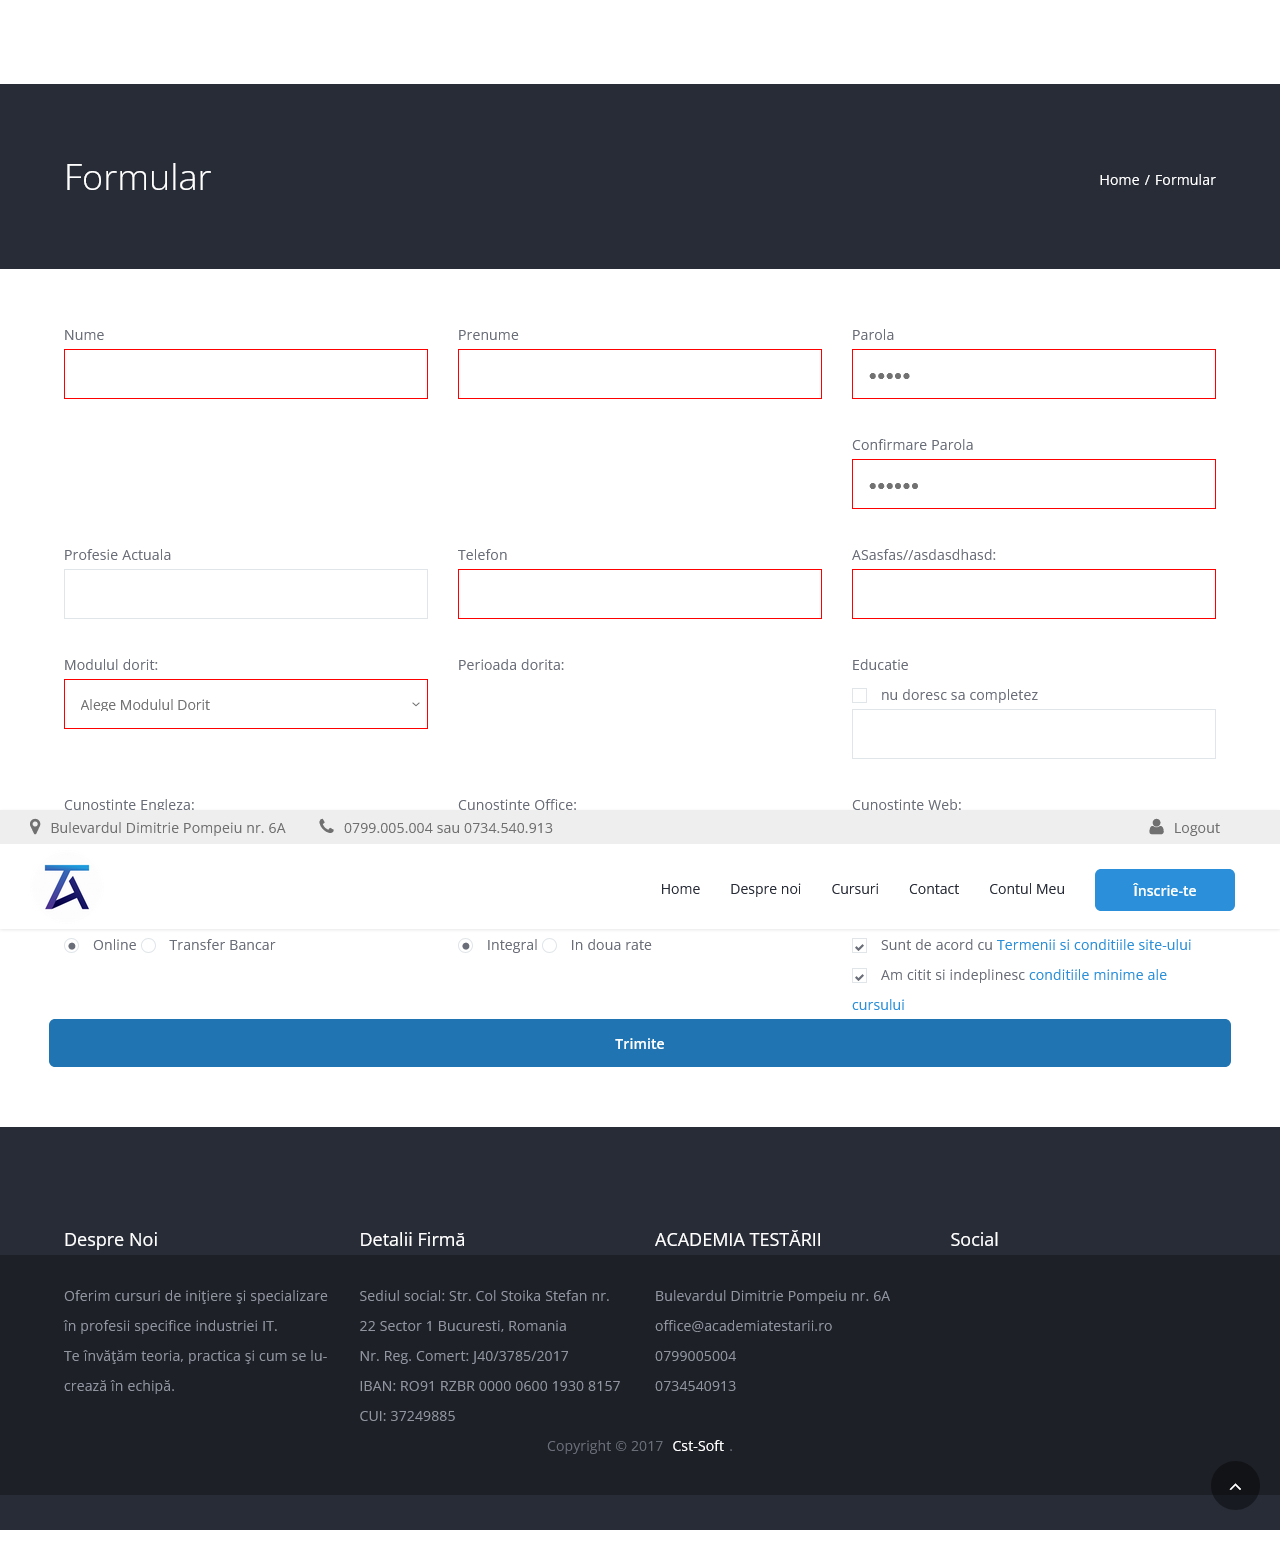 Formular
Home / Formular
Nume
Prenume
Parola
•••••
Confirmare Parola
••••••
Profesie Actuala
Telefon
ASasfas//asdasdhasd:
Modulul dorit:
Perioada dorita:
Educatie
Alege Modulul Dorit
nu doresc sa completez
Cunostinte Engleza:
Cunostinte Office:
Cunostinte Web:
Bulevardul Dimitrie Pompeiu nr. 6A
0799.005.004 sau 0734.540.913
Logout
Home
Despre noi
Cursuri
Contact
Contul Meu
Înscrie-te
Online
Transfer Bancar
Integral
In doua rate
Sunt de acord cu Termenii si conditiile site-ului
Am citit si indeplinesc conditiile minime ale
cursului
Trimite
Despre Noi
Oferim cursuri de inițiere și specializare
în profesii specifice industriei IT.
Te învățăm teoria, practica și cum se lu-
crează în echipă.
Detalii Firmă
Sediul social: Str. Col Stoika Stefan nr.
22 Sector 1 Bucuresti, Romania
Nr. Reg. Comert: J40/3785/2017
IBAN: RO91 RZBR 0000 0600 1930 8157
CUI: 37249885
ACADEMIA TESTĂRII
Bulevardul Dimitrie Pompeiu nr. 6A
office@academiatestarii.ro
0799005004
0734540913
Social
Copyright © 2017 Cst-Soft .